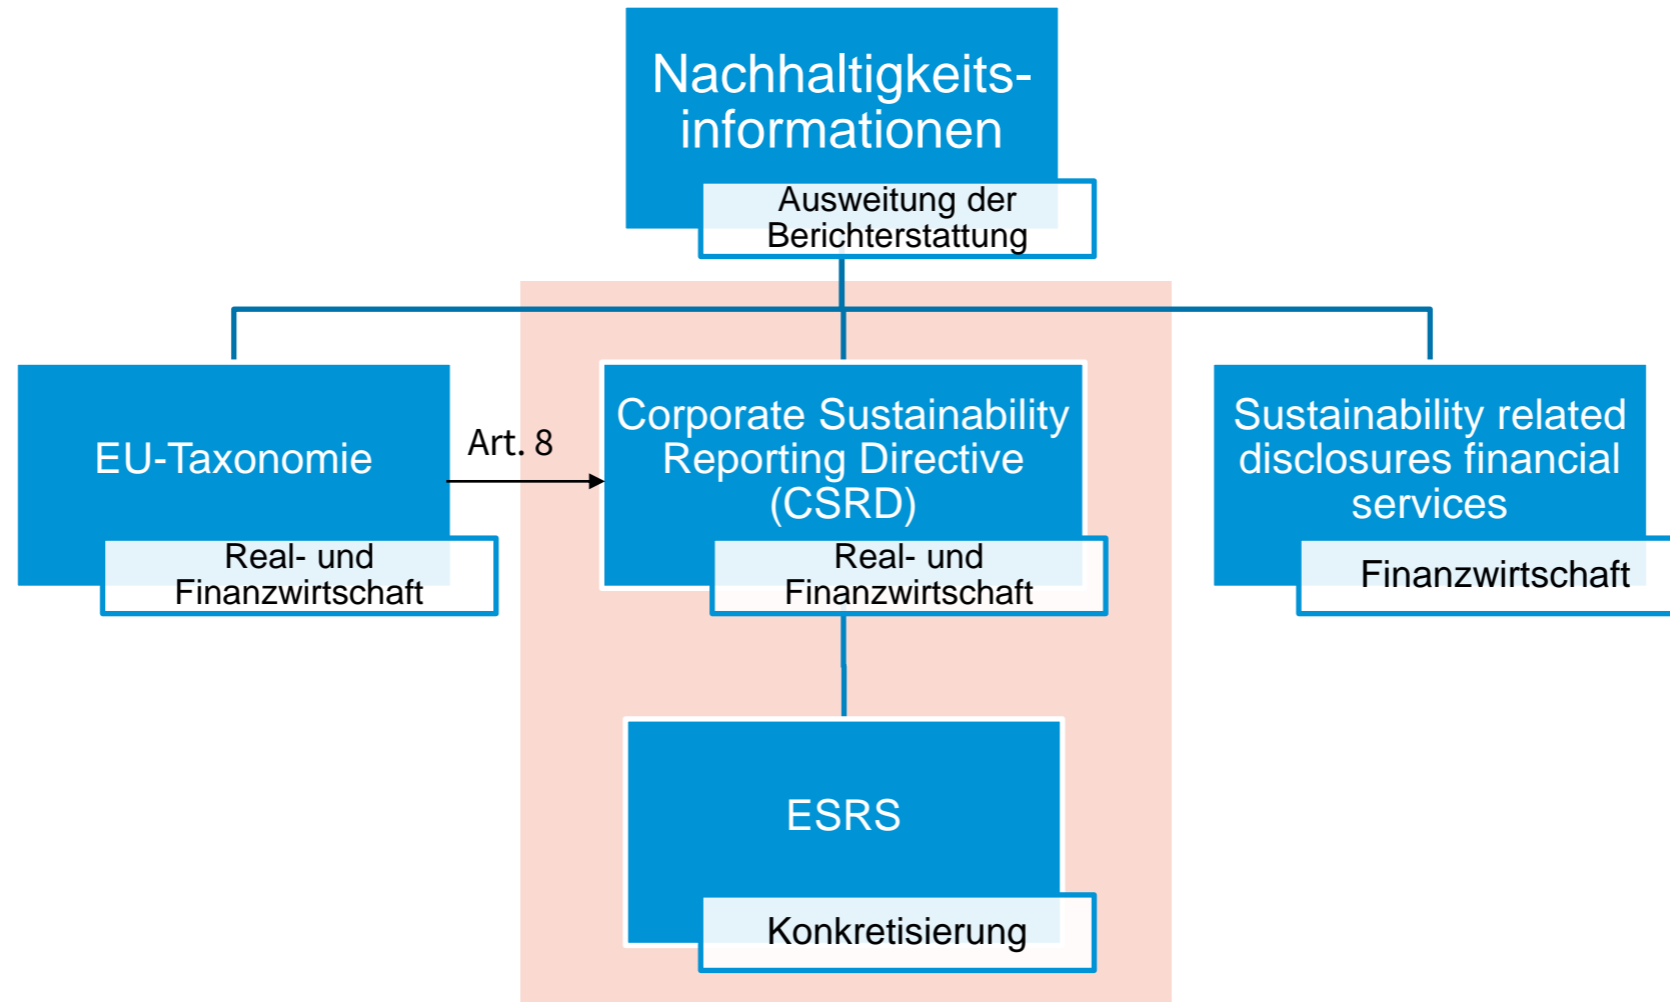 Nachhaltigkeits-
informationen
Ausweitung der
Berichterstattung
EU-Taxonomie
Real- und
Finanzwirtschaft
Art. 8
Corporate Sustainability
Reporting Directive
(CSRD)
Real- und
Finanzwirtschaft
Sustainability related
disclosures financial
services
Finanzwirtschaft
ESRS
Konkretisierung